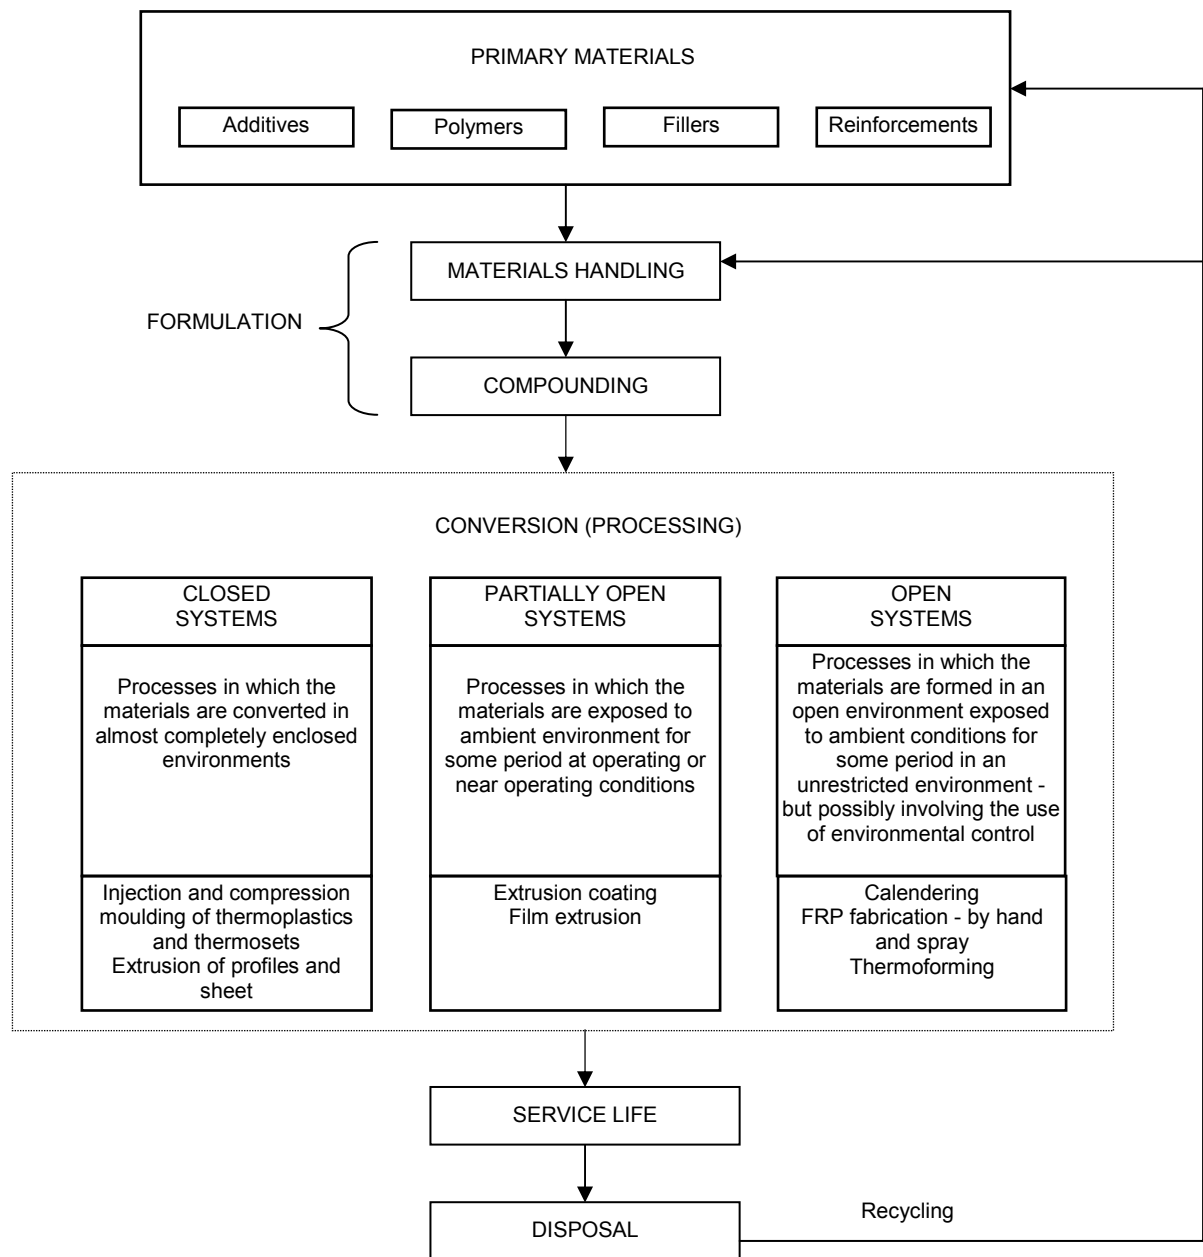 PRIMARY MATERIALS
Additives
Polymers
Fillers
Reinforcements
MATERIALS HANDLING
FORMULATION
COMPOUNDING
CONVERSION (PROCESSING)
CLOSED
SYSTEMS
Processes in which the
materials are converted in
almost completely enclosed
environments
Injection and compression
moulding of thermoplastics
and thermosets
Extrusion of profiles and
sheet
PARTIALLY OPEN
SYSTEMS
Processes in which the
materials are exposed to
ambient environment for
some period at operating or
near operating conditions
Extrusion coating
Film extrusion
OPEN
SYSTEMS
Processes in which the
materials are formed in an
open environment exposed
to ambient conditions for
some period in an
unrestricted environment -
but possibly involving the use
of environmental control
Calendering
FRP fabrication - by hand
and spray
Thermoforming
SERVICE LIFE
DISPOSAL
Recycling